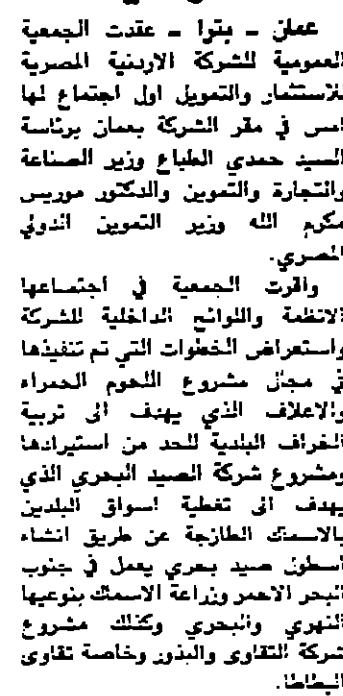 عمان - بترا - عقدت الجمعية
العمومية للشركة الاردنية المصرية
للاستثمار والتمويل اول اجتماع لها
امس في مقر الشركة بعمان برئاسة
السيد حمدي الطباع وزير الصناعة
والتجارة والتموين والدكتور موريس
مكرم الله وزير التموين الدولي
المصري.
واقرت الجمعية في اجتماعها
الانظمة واللوائح الداخلية للشركة
واستعراض الخطوات التي تم تنفيذها
في مجال مشروع اللحوم الحمراء
والاعلاف الذي يهدف الى تربية
الخراف البلدية للحد من استيرادها
ومشروع شركة الصيد البحري الذي
يهدف الى تغطية اسواق البلدين
بالاسماك الطازجة عن طريق انشاء
اسطول صيد بحري يعمل في جنوب
البحر الاحمر وزراعة الاسماك بنوعيها
النهري والبحري وكذلك مشروع
شركة التقاوى والبذور وخاصة تقاوى
البطاطا.